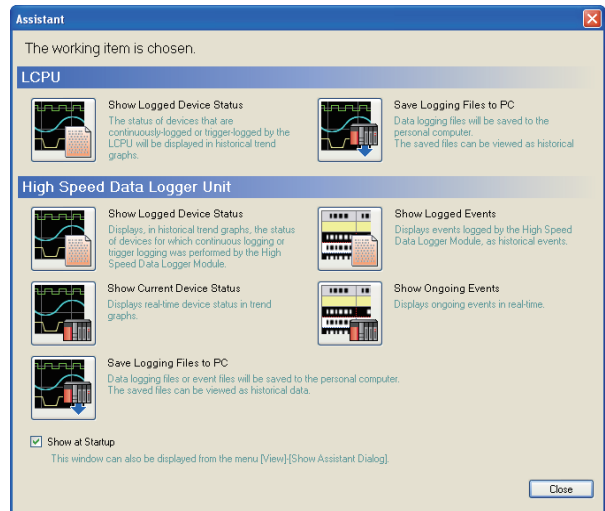 Assistant
The working item is chosen.
LCPU
Show Logged Device Status
The status of devices that are
continuously-logged or trigger-logged by the
LCPU will be displayed in historical trend
graphs.
Save Logging Files to PC
Data logging files will be saved to the
personal computer.
The saved files can be viewed as historical
High Speed Data Logger Unit
Show Logged Device Status
Displays, in historical trend graphs, the status
of devices for which continuous logging or
trigger logging was performed by the High
Speed Data Logger Module.
Show Logged Events
Displays events logged by the High Speed
Data Logger Module, as historical events.
Show Current Device Status
Displays real-time device status in trend
graphs.
Show Ongoing Events
Displays ongoing events in real-time.
Save Logging Files to PC
Data logging files or event files will be saved to the personal computer.
The saved files can be viewed as historical data.
Show at Startup
This window can also be displayed from the menu [View]-[Show Assistant Dialog].
Close